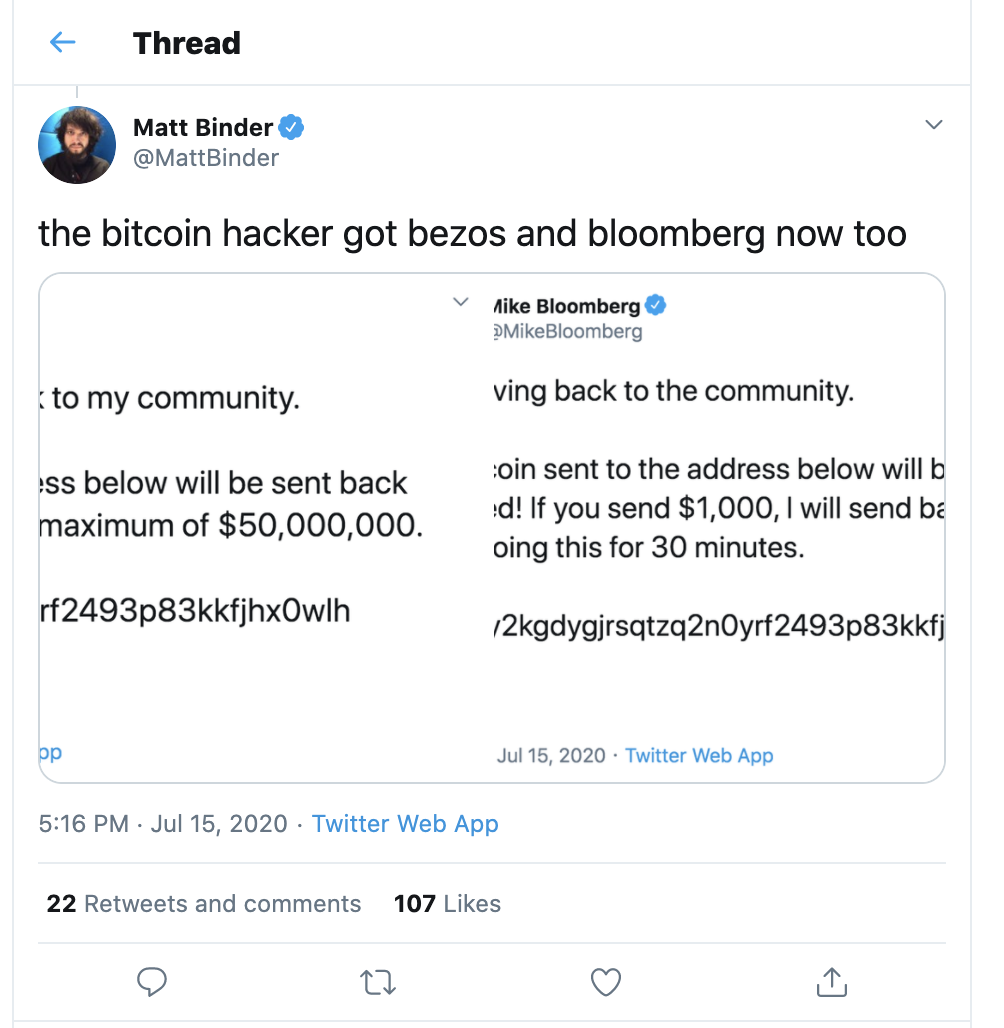 Thread
Matt Binder
@MattBinder
the bitcoin hacker got bezos and bloomberg now too
to my community.
ess below will be sent back
maximum of $50,000,000.
rf2493p83kkfjhx0wlh
pp
Mike Bloomberg
@MikeBloomberg
ving back to the community.
coin sent to the address below will b
ed! If you send $1,000, I will send ba
oing this for 30 minutes.
y2kgdygjrsqtzq2n0yrf2493p83kkfj
Jul 15, 2020 · Twitter Web App
5:16 PM · Jul 15, 2020 · Twitter Web App
22 Retweets and comments 107 Likes